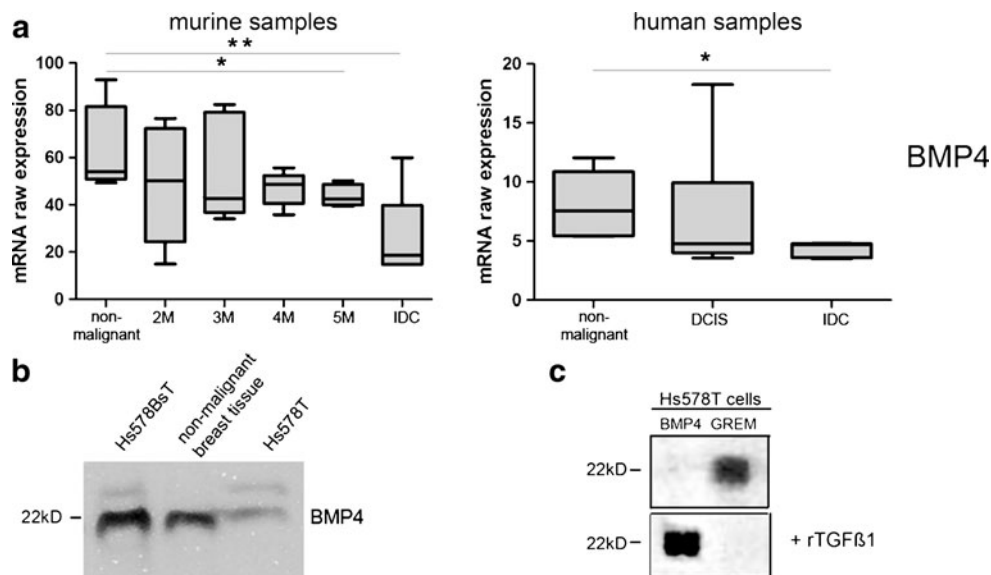 a
murine samples
human samples
**
*
*
mRNA raw expression
100
80
60
40
20
0
non-
malignant
2M
3M
4M
5M
IDC
mRNA raw expression
20
15
10
5
0
non-
malignant
DCIS
IDC
BMP4
b
Hs578BsT
non-malignant
breast tissue
Hs578T
22kD
BMP4
c
Hs578T cells
BMP4 GREM
22kD
22kD
+ rTGFß1